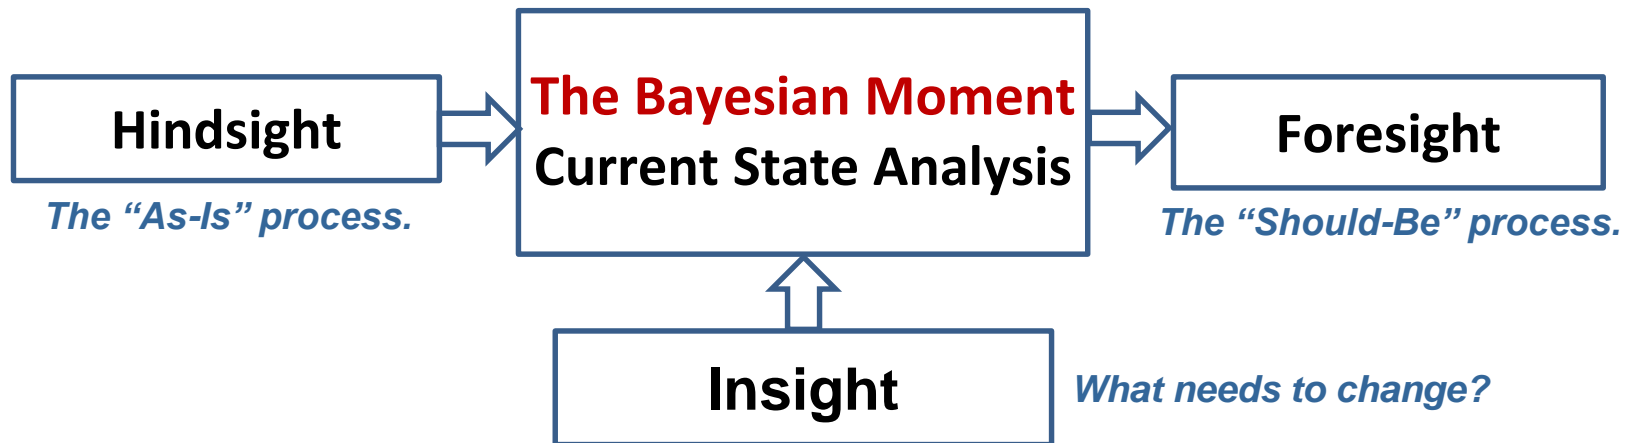 Hindsight
The “As-Is” process.
The Bayesian Moment
Current State Analysis
Foresight
The “Should-Be” process.
Insight
What needs to change?